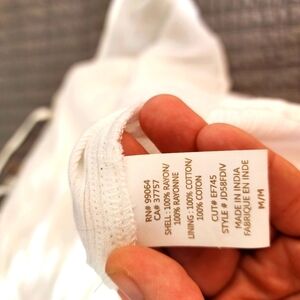 RN# 99064
CA# 37757
SHELL : 100% RAYON/
100% RAYONNE
LINING : 100% COTTON/
100% COTON
CUT# EF745
STYLE # JD5BFDIV
MADE IN INDIA
FABRIQUE EN INDE
M/M